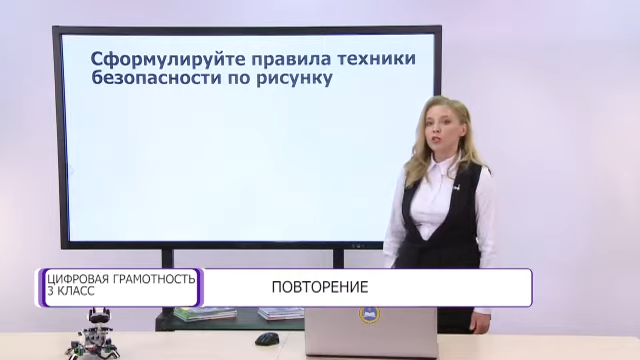 Сформулируйте правила техники
безопасности по рисунку
ЦИФРОВАЯ ГРАМОТНОСТЬ
3 КЛАСС
ПОВТОРЕНИЕ